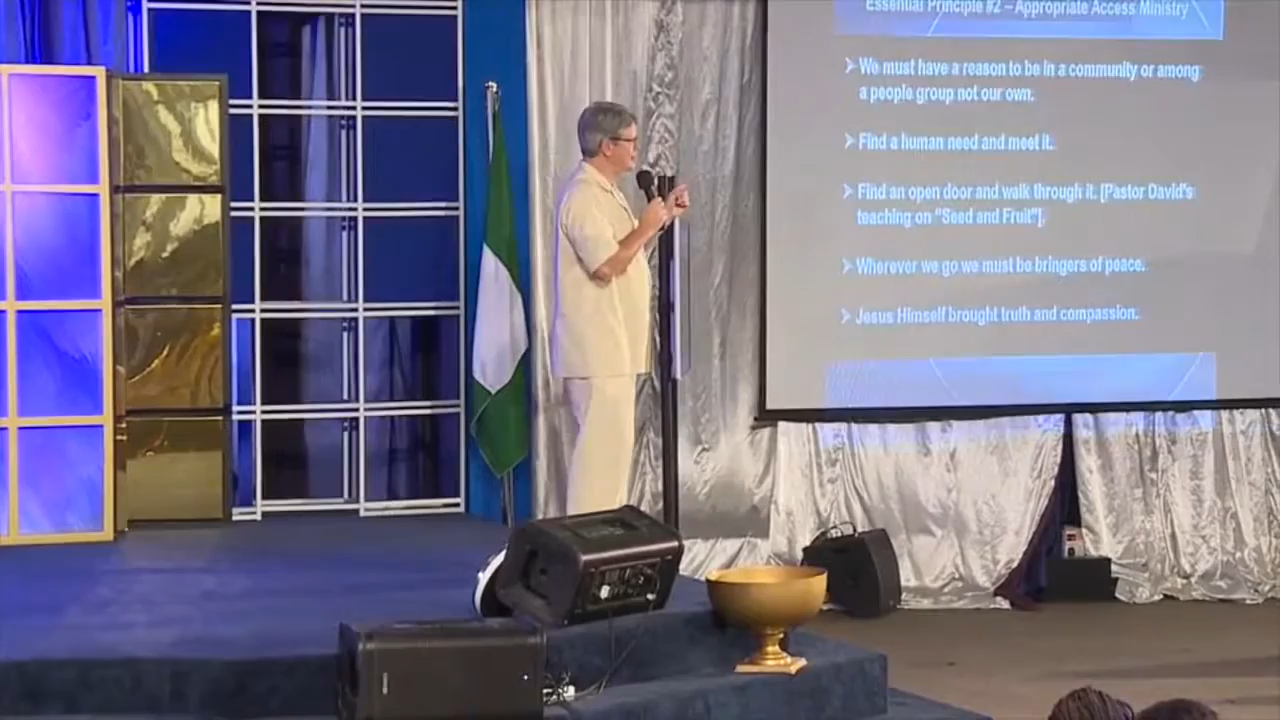 Essential Principle #2 – Appropriate Access Ministry
➢We must have a reason to be in a community or among
a people group not our own.
➢Find a human need and meet it.
➢Find an open door and walk through it. [Pastor David's
teaching on "Seed and Fruit"].
➢Wherever we go we must be bringers of peace.
➢Jesus Himself brought truth and compassion.